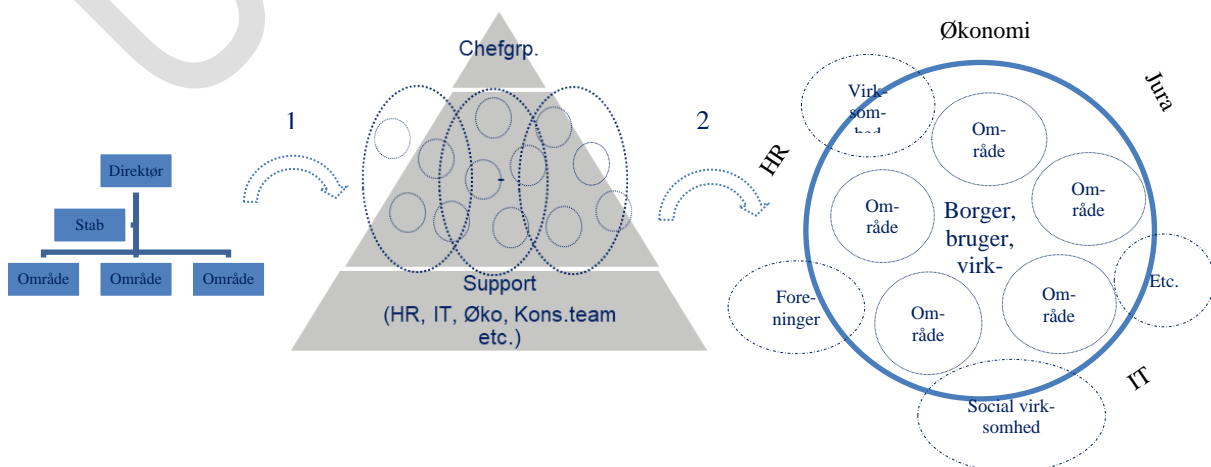 Direktør
Stab
Område
Område
Område
1
Chefgrp.
-
Support
(HR, IT, Øko, Kons.team
etc.)
2
Økonomi
Jura
HR
IT
Virk-
som-
hed
Om-
råde
Om-
råde
Om-
råde
Borger,
bruger,
virk-
Om-
råde
Om-
råde
Fore-
ninger
Etc.
Social virk-
somhed